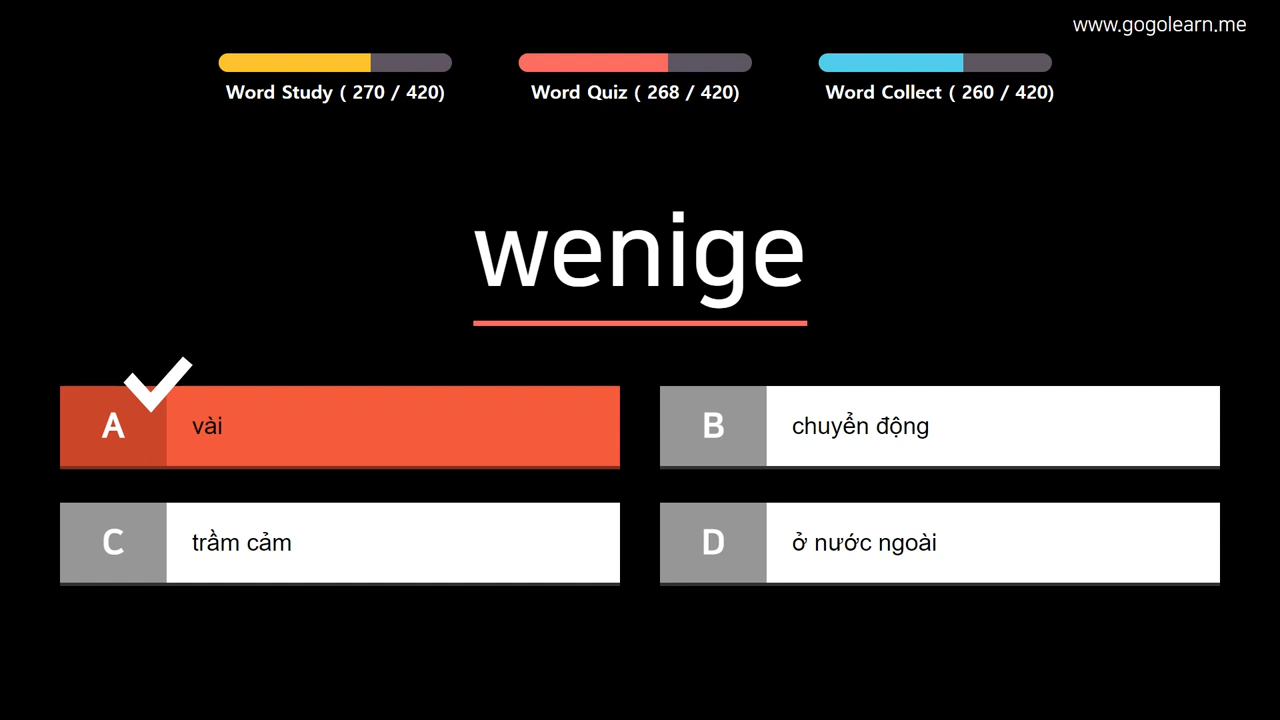 www.gogolearn.me
Word Study ( 270 / 420)
Word Quiz ( 268 / 420)
Word Collect ( 260 / 420)
wenige
A vài
B chuyển động
C trầm cảm
D ở nước ngoài